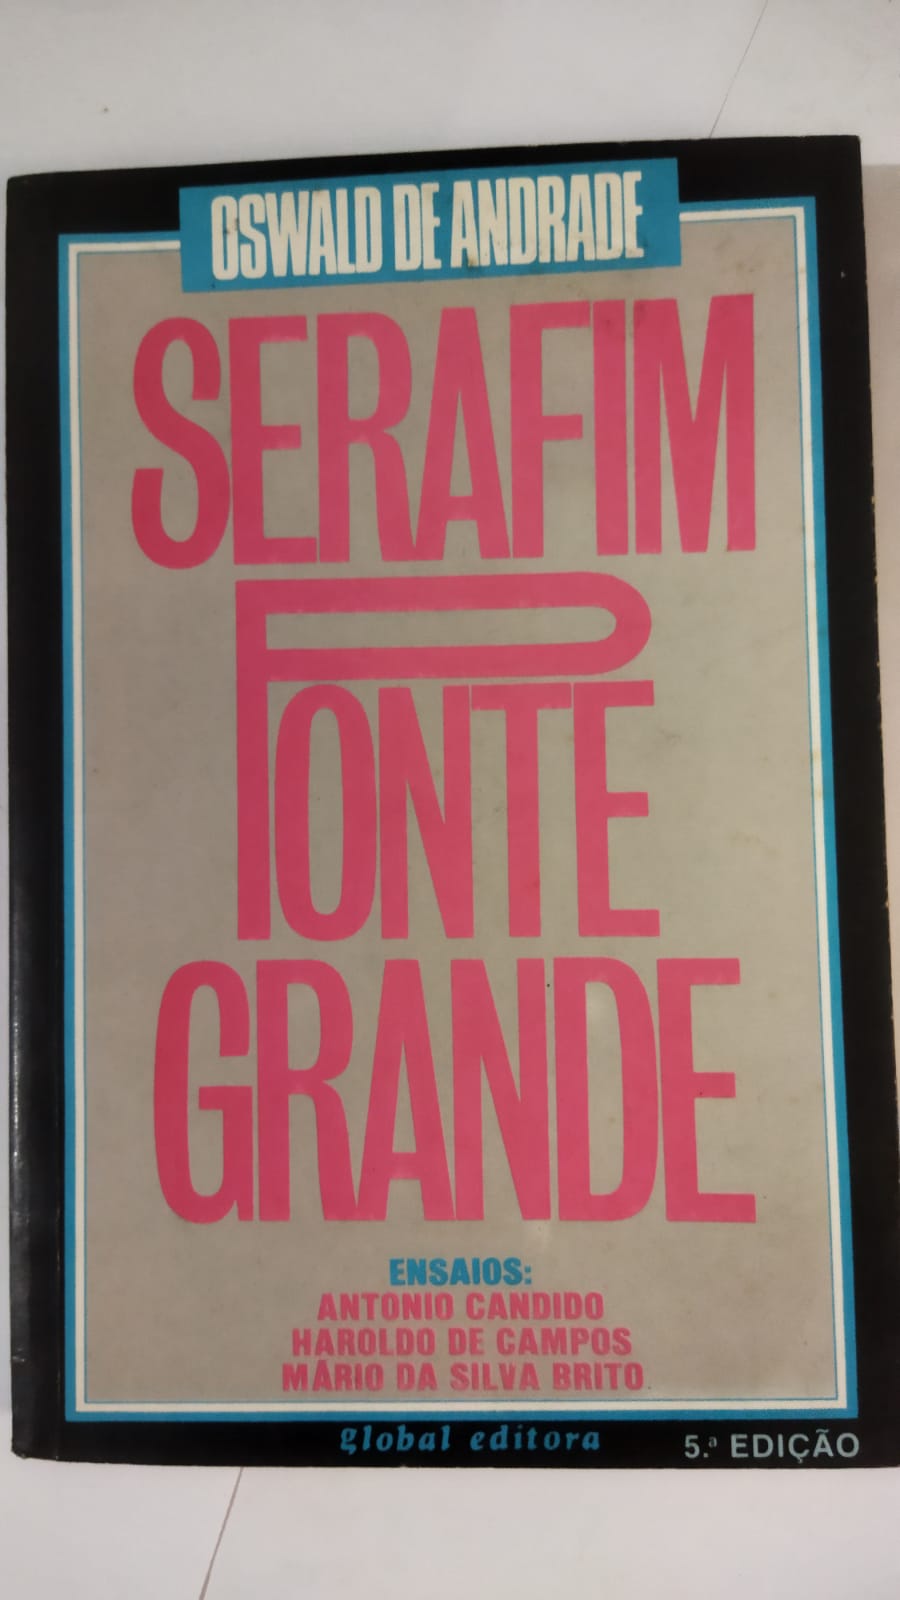 OSWALD DE ANDRADE
SERAFIM
PONTE
GRANDE
ENSAIOS:
ANTONIO CANDIDO
HAROLDO DE CAMPOS
MÁRIO DA SILVA BRITO
global editora
5.ª EDIÇÃO